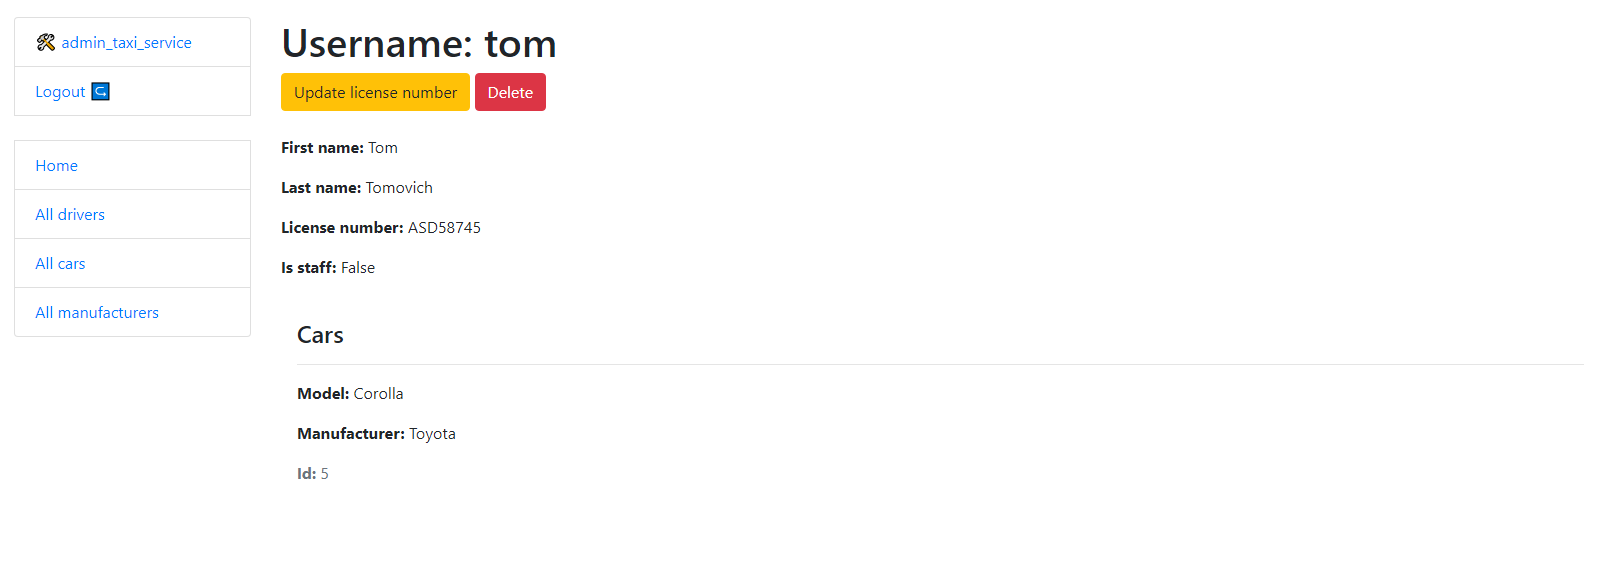 admin_taxi_service
Logout
Home
All drivers
All cars
All manufacturers
Username: tom
Update license number Delete
First name: Tom
Last name: Tomovich
License number: ASD58745
Is staff: False
Cars
Model: Corolla
Manufacturer: Toyota
Id: 5